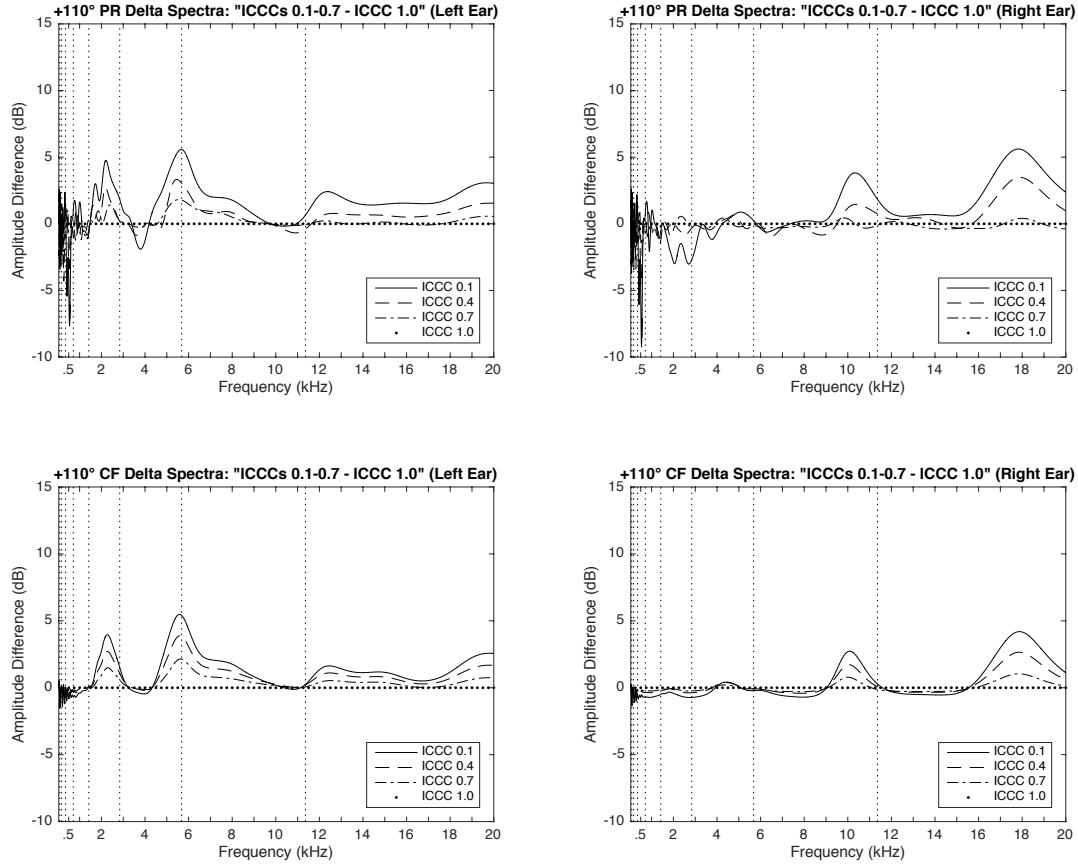 +110° PR Delta Spectra: "ICCCs 0.1-0.7 - ICCC 1.0" (Left Ear)
15
10
5
0
-5
-10
Amplitude Difference (dB)
ICCC 0.1
ICCC 0.4
ICCC 0.7
ICCC 1.0
.5 2 4 6 8 10 12 14 16 18 20
Frequency (kHz)
+110° PR Delta Spectra: "ICCCs 0.1-0.7 - ICCC 1.0" (Right Ear)
15
10
5
0
-5
-10
Amplitude Difference (dB)
ICCC 0.1
ICCC 0.4
ICCC 0.7
ICCC 1.0
.5 2 4 6 8 10 12 14 16 18 20
Frequency (kHz)
+110° CF Delta Spectra: "ICCCs 0.1-0.7 - ICCC 1.0" (Left Ear)
15
10
5
0
-5
-10
Amplitude Difference (dB)
ICCC 0.1
ICCC 0.4
ICCC 0.7
ICCC 1.0
.5 2 4 6 8 10 12 14 16 18 20
Frequency (kHz)
+110° CF Delta Spectra: "ICCCs 0.1-0.7 - ICCC 1.0" (Right Ear)
15
10
5
0
-5
-10
Amplitude Difference (dB)
ICCC 0.1
ICCC 0.4
ICCC 0.7
ICCC 1.0
.5 2 4 6 8 10 12 14 16 18 20
Frequency (kHz)